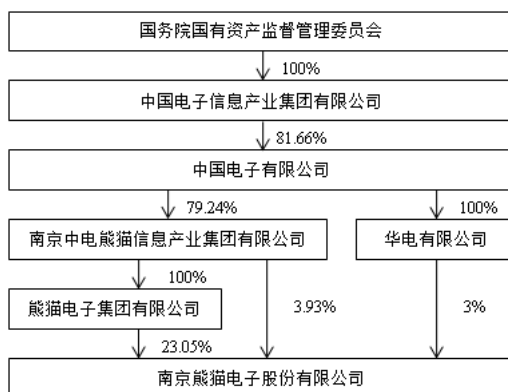 国务院国有资产监督管理委员会
100%
中国电子信息产业集团有限公司
81.66%
中国电子有限公司
79.24%
100%
南京中电熊猫信息产业集团有限公司
华电有限公司
100%
熊猫电子集团有限公司
3.93%
3%
23.05%
南京熊猫电子股份有限公司